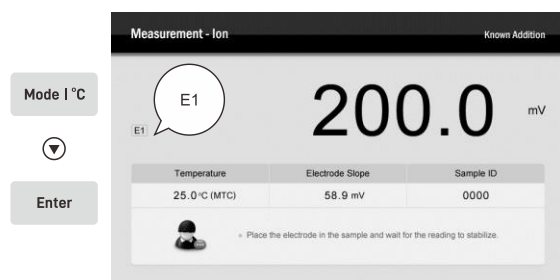 Measurement - Ion
Known Addition
Mode | °C
E1
E1
200.0 mV
Enter
Temperature
Electrode Slope
Sample ID
25.0 °C (MTC)
58.9 mV
0000
Place the electrode in the sample and wait for the reading to stabilize.